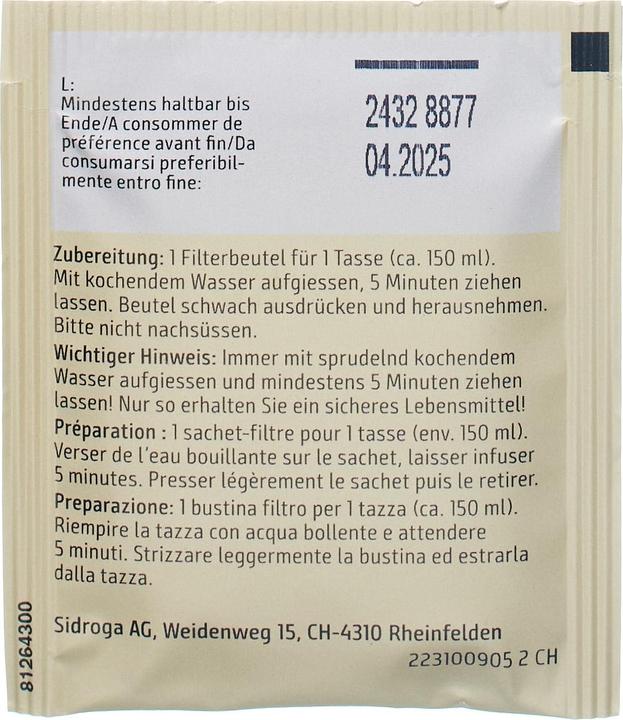 L:
Mindestens haltbar bis
Ende/A consommer de
préférence avant fin/Da
consumarsi preferibil-
mente entro fine:
2432 8877
04.2025
Zubereitung: 1 Filterbeutel für 1 Tasse (ca. 150 ml).
Mit kochendem Wasser aufgiessen, 5 Minuten ziehen
lassen. Beutel schwach ausdrücken und herausnehmen.
Bitte nicht nachsüssen.
Wichtiger Hinweis: Immer mit sprudelnd kochendem
Wasser aufgiessen und mindestens 5 Minuten ziehen
lassen! Nur so erhalten Sie ein sicheres Lebensmittel!
Préparation : 1 sachet-filtre pour 1 tasse (env. 150 ml).
Verser de l'eau bouillante sur le sachet, laisser infuser
5 minutes. Presser légèrement le sachet puis le retirer.
Preparazione: 1 bustina filtro per 1 tazza (ca. 150 ml).
Riempire la tazza con acqua bollente e attendere
5 minuti. Strizzare leggermente la bustina ed estrarla
dalla tazza.
Sidroga AG, Weidenweg 15, CH-4310 Rheinfelden
223100905 2 CH
81264300